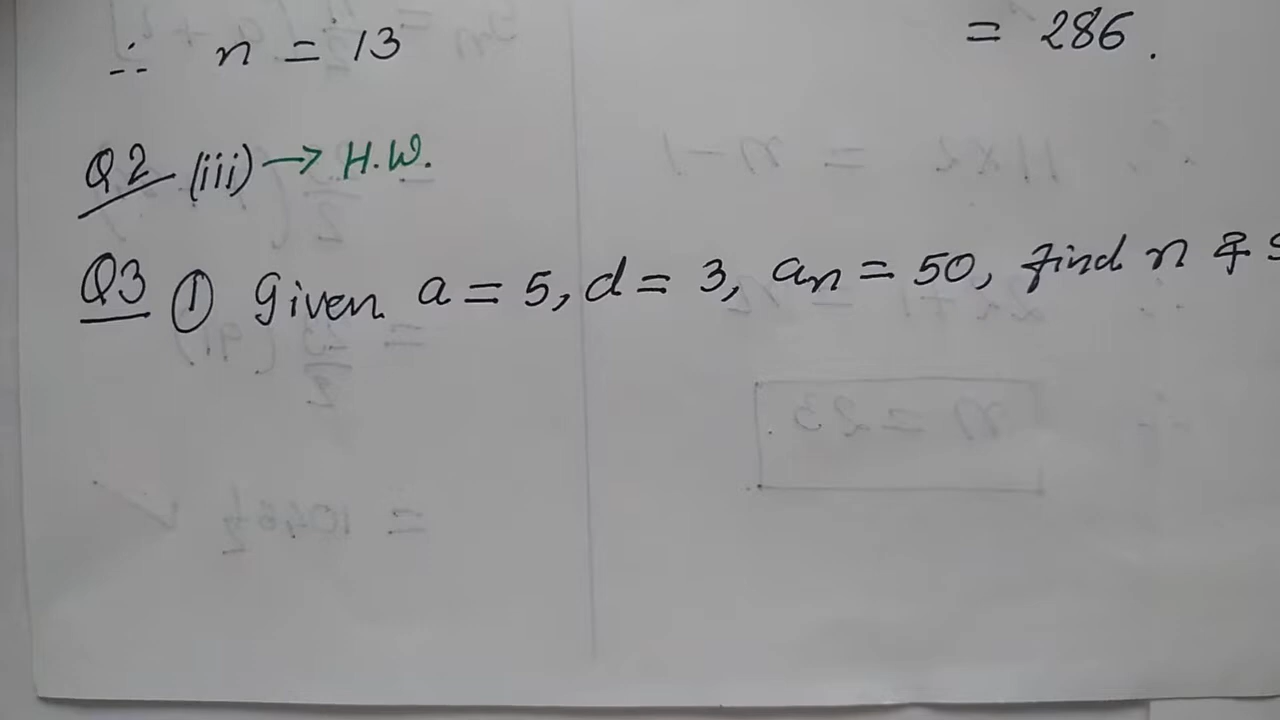 ∴ n = 13
= 286.
Q2 (iii) → H.W.
Q3 ① Given a = 5, d = 3, an = 50, find n & S